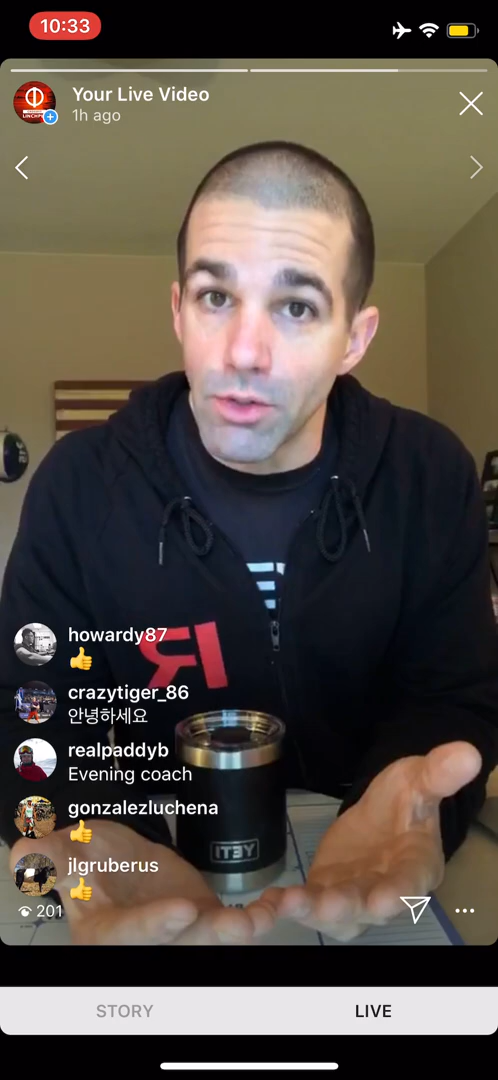 10:33
Your Live Video
1h ago
howardy87
👍
crazytiger_86
안녕하세요
realpaddyb
Evening coach
gonzalezluchena
👍
YETI
jlgruberus
👍
201
STORY
LIVE